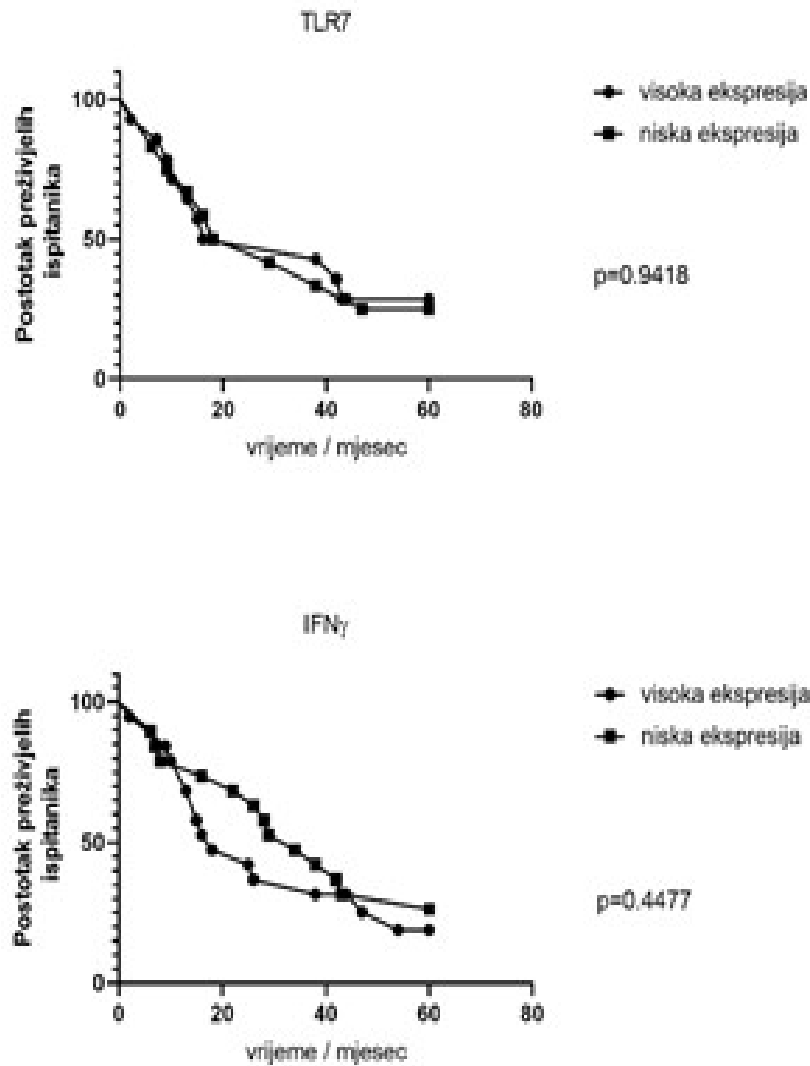 TLR7
100
50
0
0 20 40 60 80
Postotak preživjelih
ispitanika
vrijeme / mjesec
visoka ekspresija
niska ekspresija
p=0.9418
IFNγ
100
50
0
0 20 40 60 80
Postotak preživjelih
ispitanika
vrijeme / mjesec
visoka ekspresija
niska ekspresija
p=0.4477